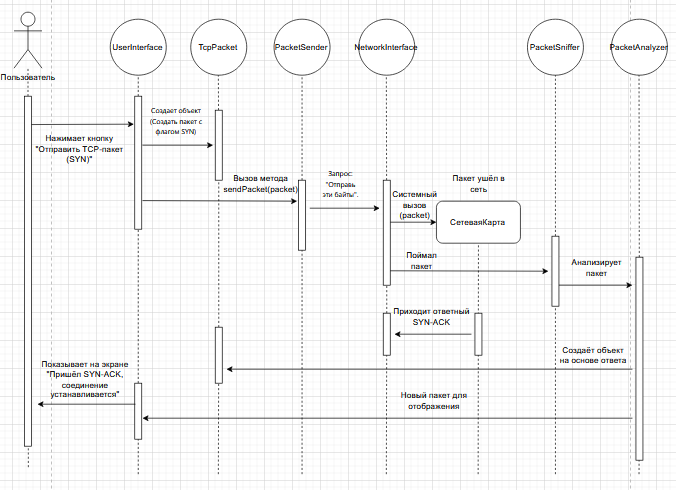 Пользователь
UserInterface
TcpPacket
PacketSender
NetworkInterface
PacketSniffer
PacketAnalyzer
Нажимает кнопку
"Отправить TCP-пакет
(SYN)"
Создает объект
(Создать пакет с
флагом SYN)
Вызов метода
sendPacket(packet)
Запрос:
"Отправь
эти байты".
Системный
вызов
(packet)
Пакет ушёл в
сеть
СетеваяКарта
Поймал
пакет
Анализирует
пакет
Приходит ответный
SYN-ACK
Создаёт объект
на основе ответа
Показывает на экране
"Пришёл SYN-ACK,
соединение
устанавливается"
Новый пакет для
отображения